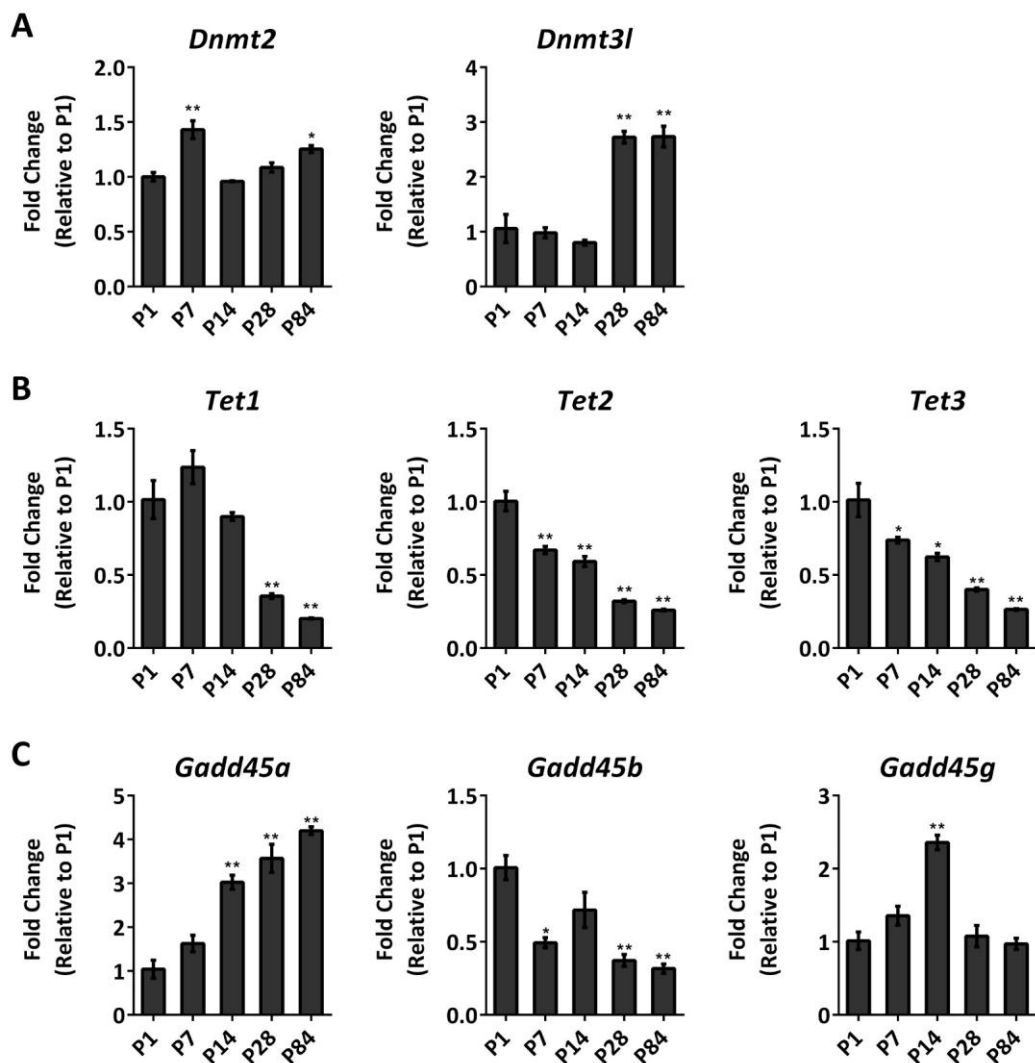 A
Dnmt2
Dnmt3l
Fold Change
(Relative to P1)
2.0
1.5
1.0
0.5
0.0
**
*
P1
P7
P14
P28
P84
Fold Change
(Relative to P1)
4
3
2
1
0
**
**
P1
P7
P14
P28
P84
B
Tet1
Tet2
Tet3
Fold Change
(Relative to P1)
1.5
1.0
0.5
0.0
**
**
P1
P7
P14
P28
P84
Fold Change
(Relative to P1)
1.5
1.0
0.5
0.0
**
**
**
**
P1
P7
P14
P28
P84
Fold Change
(Relative to P1)
1.5
1.0
0.5
0.0
*
*
**
**
P1
P7
P14
P28
P84
C
Gadd45a
Gadd45b
Gadd45g
Fold Change
(Relative to P1)
5
4
3
2
1
0
**
**
**
P1
P7
P14
P28
P84
Fold Change
(Relative to P1)
1.5
1.0
0.5
0.0
*
**
**
P1
P7
P14
P28
P84
Fold Change
(Relative to P1)
3
2
1
0
**
P1
P7
P14
P28
P84